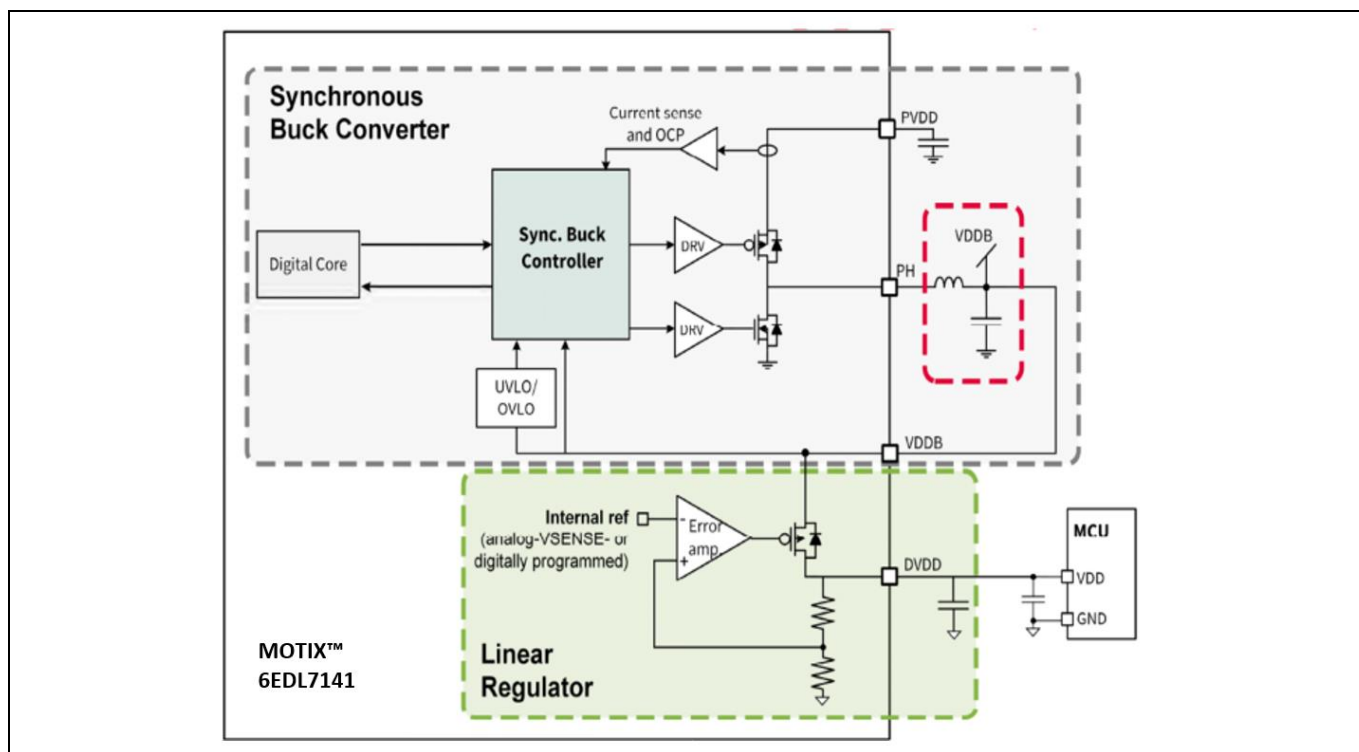 Synchronous
Buck Converter
Current sense
and OCP
PVDD
Digital Core
Sync. Buck
Controller
DRV
DRV
PH
VDDB
UVLO/
OVLO
VDDB
Internal ref
(analog-VSENSE- or
digitally programmed)
-
Error
amp.
+
DVDD
MCU
VDD
GND
Linear
Regulator
MOTIX™
6EDL7141